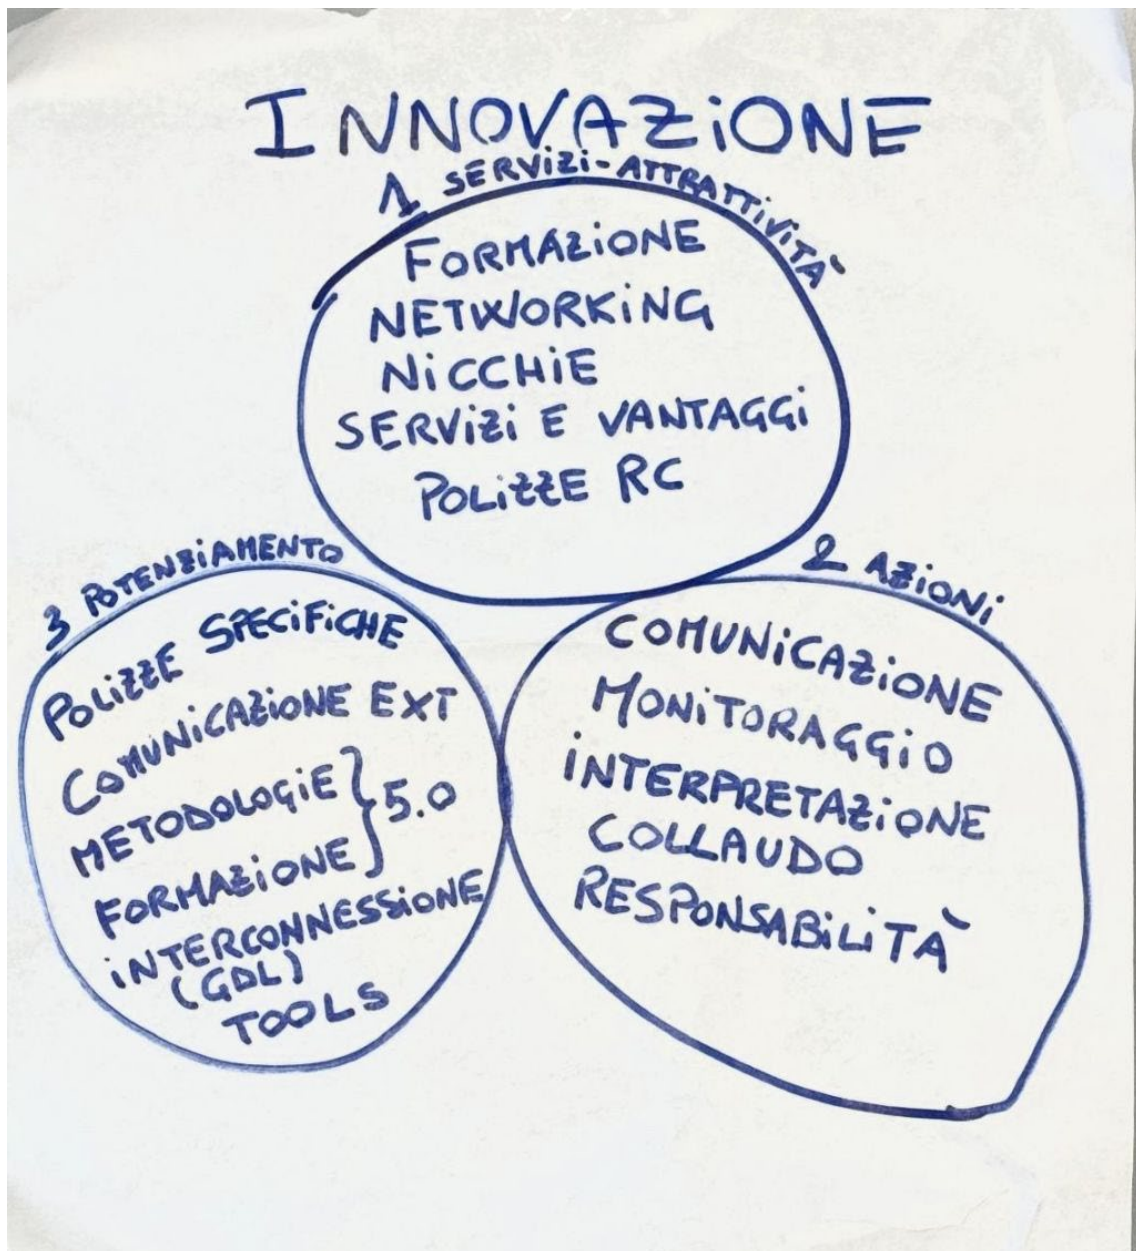 INNOVAZIONE
1 SERVIZI-ATTRATTIVITÀ
FORMAZIONE
NETWORKING
NICCHIE
SERVIZI E VANTAGGI
POLIZZE RC
2 AZIONI
COMUNICAZIONE
MONITORAGGIO
INTERPRETAZIONE
COLLAUDO
RESPONSABILITÀ
3 POTENZIAMENTO
POLIZZE SPECIFICHE
COMUNICAZIONE EXT
METODOLOGIE
FORMAZIONE } 5.0
INTERCONNESSIONE
(GDL)
TOOLS